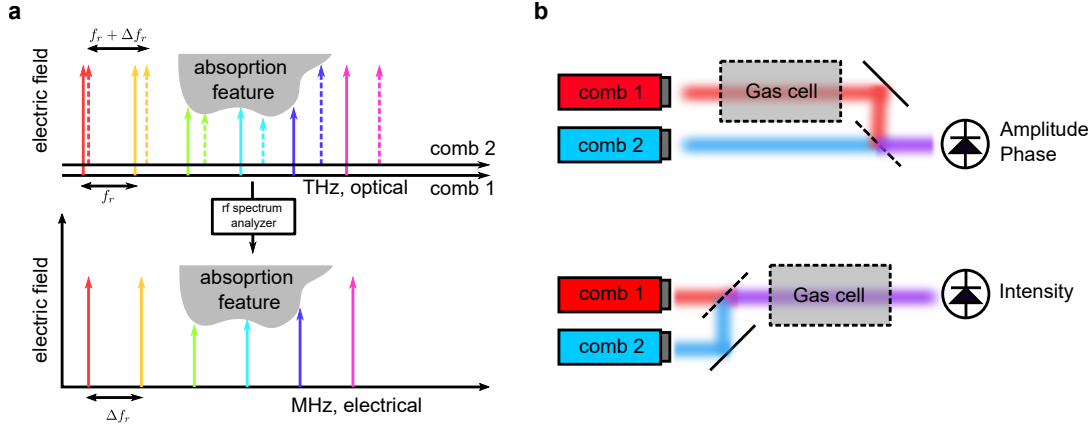 a
f_r + Δf_r
electric field
absoprtion
feature
comb 2
THz, optical
comb 1
f_r
rf spectrum
analyzer
electric field
absoprtion
feature
MHz, electrical
Δf_r
b
comb 1
Gas cell
comb 2
Amplitude
Phase
comb 1
Gas cell
Intensity
comb 2